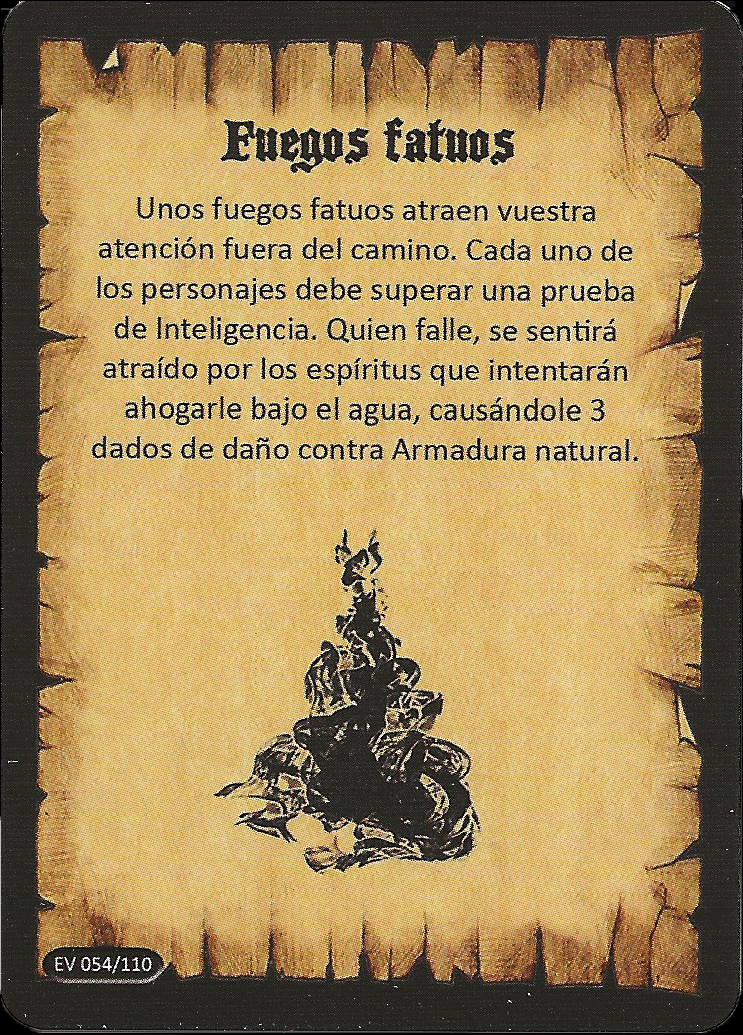 Fuegos fatuos
Unos fuegos fatuos atraen vuestra
atención fuera del camino. Cada uno de
los personajes debe superar una prueba
de Inteligencia. Quien falle, se sentirá
atraído por los espíritus que intentarán
ahogarle bajo el agua, causándole 3
dados de daño contra Armadura natural.
EV 054/110